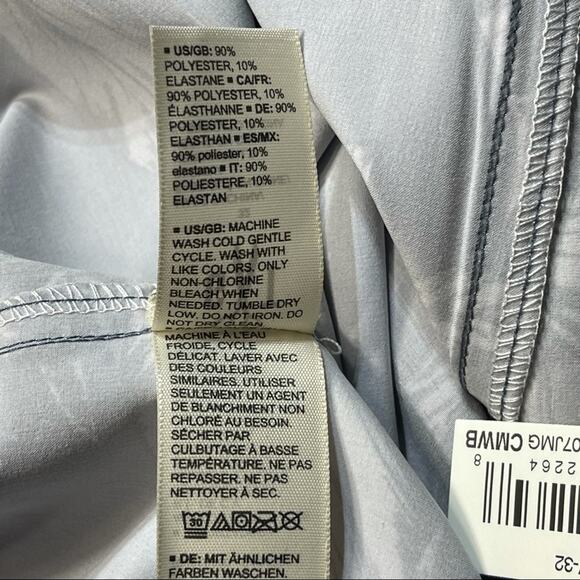 ▪ US/GB: 90%
POLYESTER, 10%
ELASTANE ▪ CA/FR:
90% POLYESTER, 10%
ÉLASTHANNE ▪ DE: 90%
POLYESTER, 10%
ELASTHAN ▪ ES/MX:
90% poliester, 10%
elastano ▪ IT: 90%
POLIESTERE, 10%
ELASTAN
▪ US/GB: MACHINE
WASH COLD GENTLE
CYCLE. WASH WITH
LIKE COLORS. ONLY
NON-CHLORINE
BLEACH WHEN
NEEDED. TUMBLE DRY
LOW. DO NOT IRON. DO
NOT DRY CLEAN
MACHINE À L'EAU
FROIDE, CYCLE
DÉLICAT. LAVER AVEC
DES COULEURS
SIMILAIRES. UTILISER
SEULEMENT UN AGENT
DE BLANCHIMENT NON
CHLORÉ AU BESOIN.
SÉCHER PAR
CULBUTAGE À BASSE
TEMPÉRATURE. NE PAS
REPASSER. NE PAS
NETTOYER À SEC.
30
▪ DE: MIT ÄHNLICHEN
FARBEN WASCHEN.
07JMG CMWB
2264 8
-32